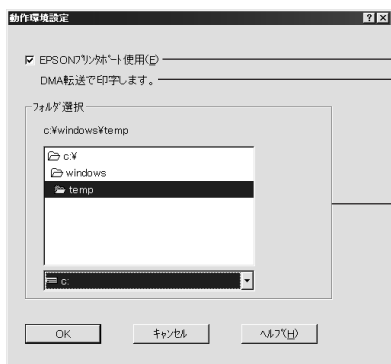 動作環境設定
EPSONプリンタポート使用(E)
DMA転送で印字します。
フォルダ選択
c:¥windows¥temp
c:¥
windows
temp
c:
OK キャンセル ヘルプ(H)